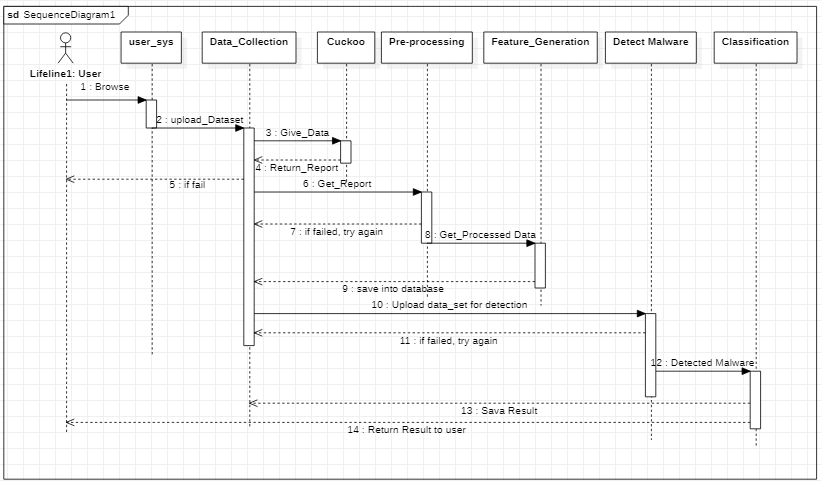 sd SequenceDiagram1
Lifeline1: User
user_sys
Data_Collection
Cuckoo
Pre-processing
Feature_Generation
Detect Malware
Classification
1 : Browse
2 : upload_Dataset
3 : Give_Data
4 : Return_Report
5 : if fail
6 : Get_Report
7 : if failed, try again
8 : Get_Processed Data
9 : save into database
10 : Upload data_set for detection
11 : if failed, try again
12 : Detected Malware
13 : Sava Result
14 : Return Result to user